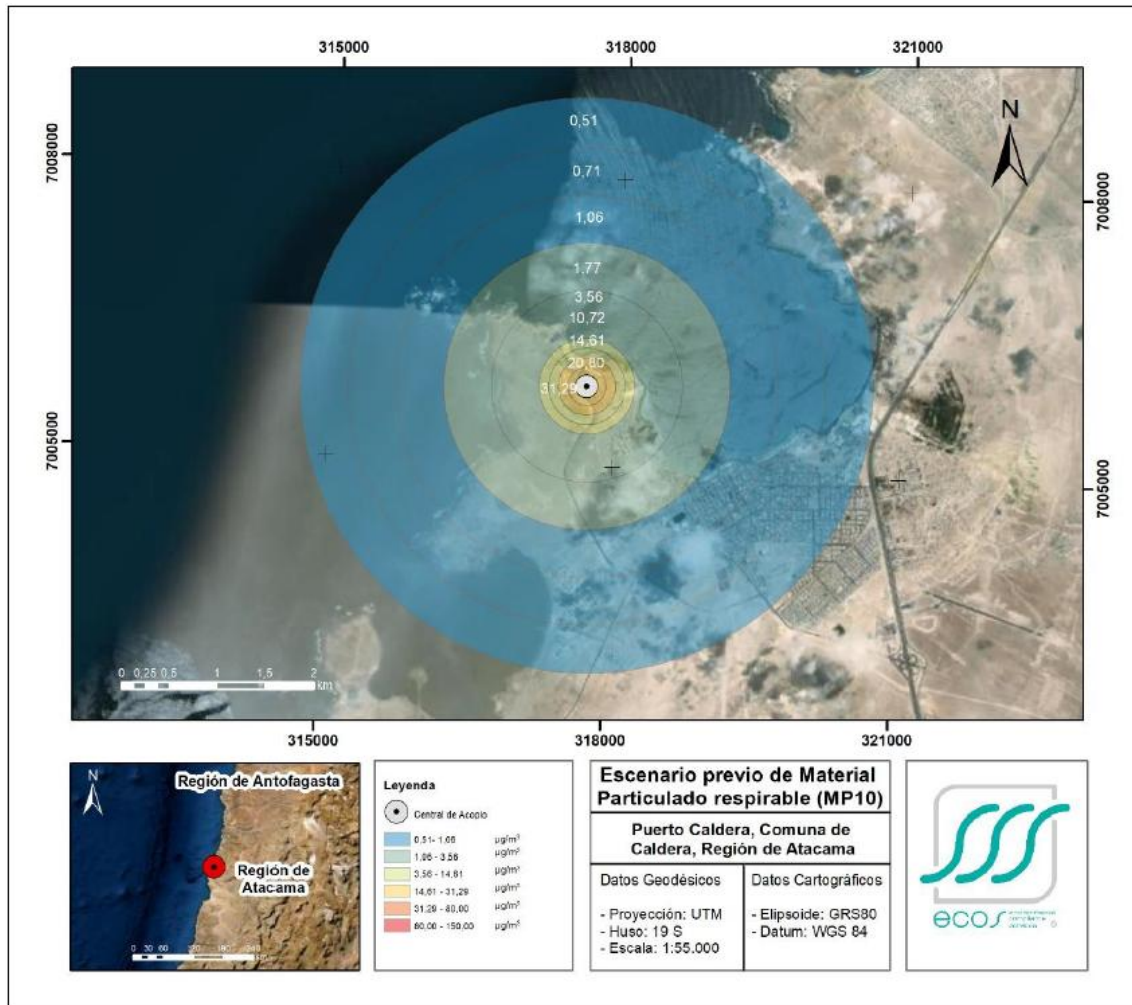 315000 318000 321000
7008000
7005000
7008000
7005000
N
0,51
0,71
1,06
1,77
3,56
10,72
14,61
20,80
31,29
0 0,25 0,5 1 1,5 2
km
315000 318000 321000
N
Región de Antofagasta
Región de
Atacama
0 30 60 120 180 240
Leyenda
Central de Acopio
0,51- 1,06 µg/m³
1,06 - 3,56 µg/m³
3,56 - 14,61 µg/m³
14,61 - 31,29 µg/m³
31,29 - 80,00 µg/m³
80,00 - 150,00 µg/m³
Escenario previo de Material
Particulado respirable (MP10)
Puerto Caldera, Comuna de
Caldera, Región de Atacama
Datos Geodésicos
- Proyección: UTM
- Huso: 19 S
- Escala: 1:55.000
Datos Cartográficos
- Elipsoide: GRS80
- Datum: WGS 84
ecos